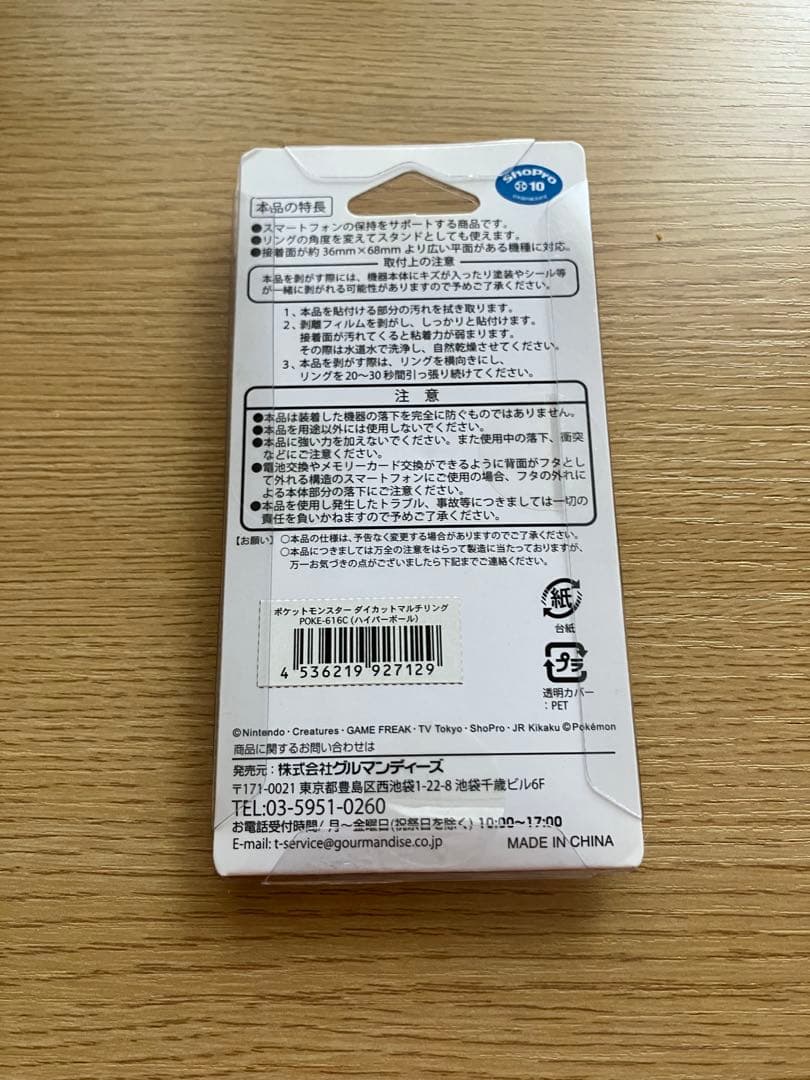 ShoPro
10
本品の特長
●スマートフォンの保持をサポートする商品です。
●リングの角度を変えてスタンドとしても使えます。
●接着面が約36mm×68mmより広い平面がある機種に対応。
取付上の注意
本品を剥がす際には、機器本体にキズが入ったり塗装やシール等
が一緒に剥がれる可能性がありますので予めご了承ください。
1、本品を貼付ける部分の汚れを拭き取ります。
2、剥離フィルムを剥がし、しっかりと貼付けます。
接着面が汚れてくると粘着力が弱まります。
その際は水道水で洗浄し、自然乾燥させてください。
3、本品を剥がす際は、リングを横向きにし、
リングを20〜30秒間引っ張り続けてください。
注 意
●本品は装着した機器の落下を完全に防ぐものではありません。
●本品を用途以外には使用しないでください。
●本品に強い力を加えないでください。また使用中の落下、衝突
などにご注意ください。
●電池交換やメモリーカード交換ができるように背面がフタとし
て外れる構造のスマートフォンにご使用の場合、フタの外れに
よる本体部分の落下にご注意ください。
●本品を使用し発生したトラブル、事故等につきましては一切の
責任を負いかねますので予めご了承ください。
【お願い】○本品の仕様は、予告なく変更する場合がありますのでご了承ください。
○本品につきましては万全の注意をはらって製造に当たっておりますが、
万一お気づきの点がございましたら下記までご連絡ください。
紙
台紙
プラ
透明カバー
:PET
ポケットモンスター ダイカットマルチリング
POKE-616C(ハイパーボール)
4 536219 927129
©Nintendo・Creatures・GAME FREAK・TV Tokyo・ShoPro・JR Kikaku ©Pokémon
商品に関するお問い合わせは
発売元:株式会社グルマンディーズ
〒171-0021 東京都豊島区西池袋1-22-8 池袋千歳ビル6F
TEL:03-5951-0260
お電話受付時間/月〜金曜日(祝祭日を除く)10:00〜17:00
E-mail: t-service@gourmandise.co.jp
MADE IN CHINA